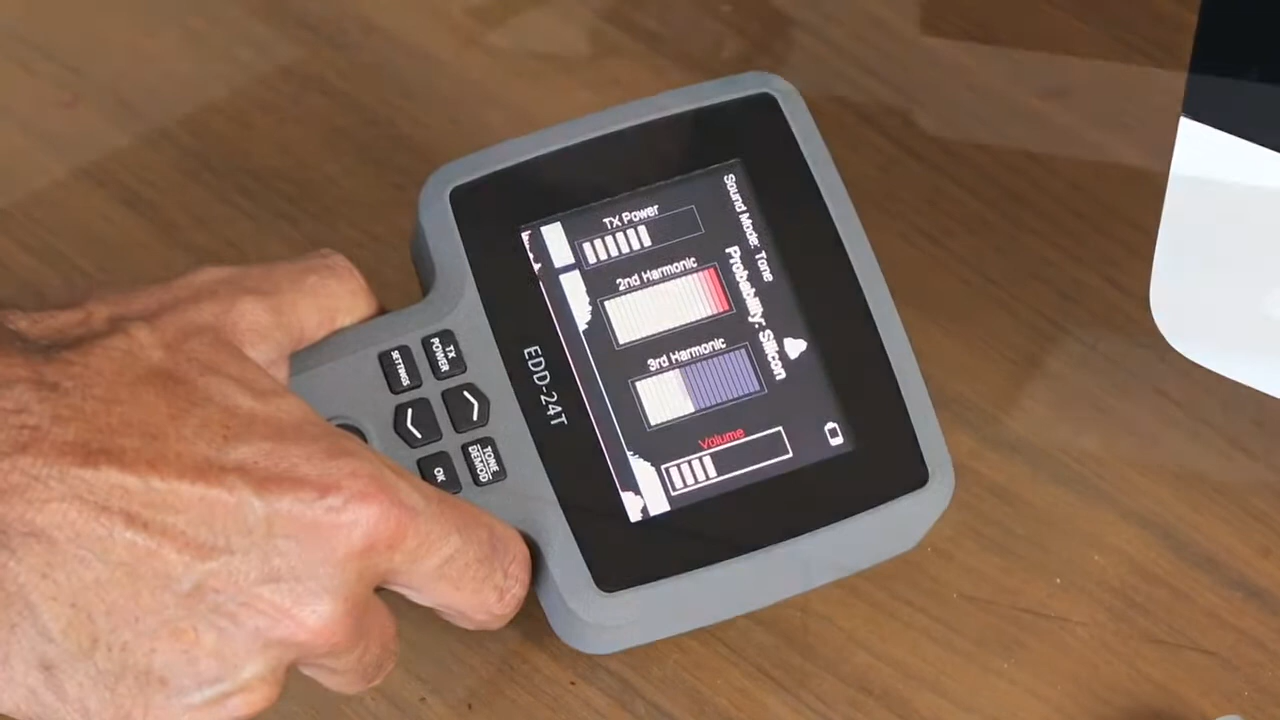 Sound Mode: Tone
Probability: Silicon
TX Power
2nd Harmonic
3rd Harmonic
Volume
EDD-24T
TX
POWER
TONE
DEMOD
SETTINGS
OK